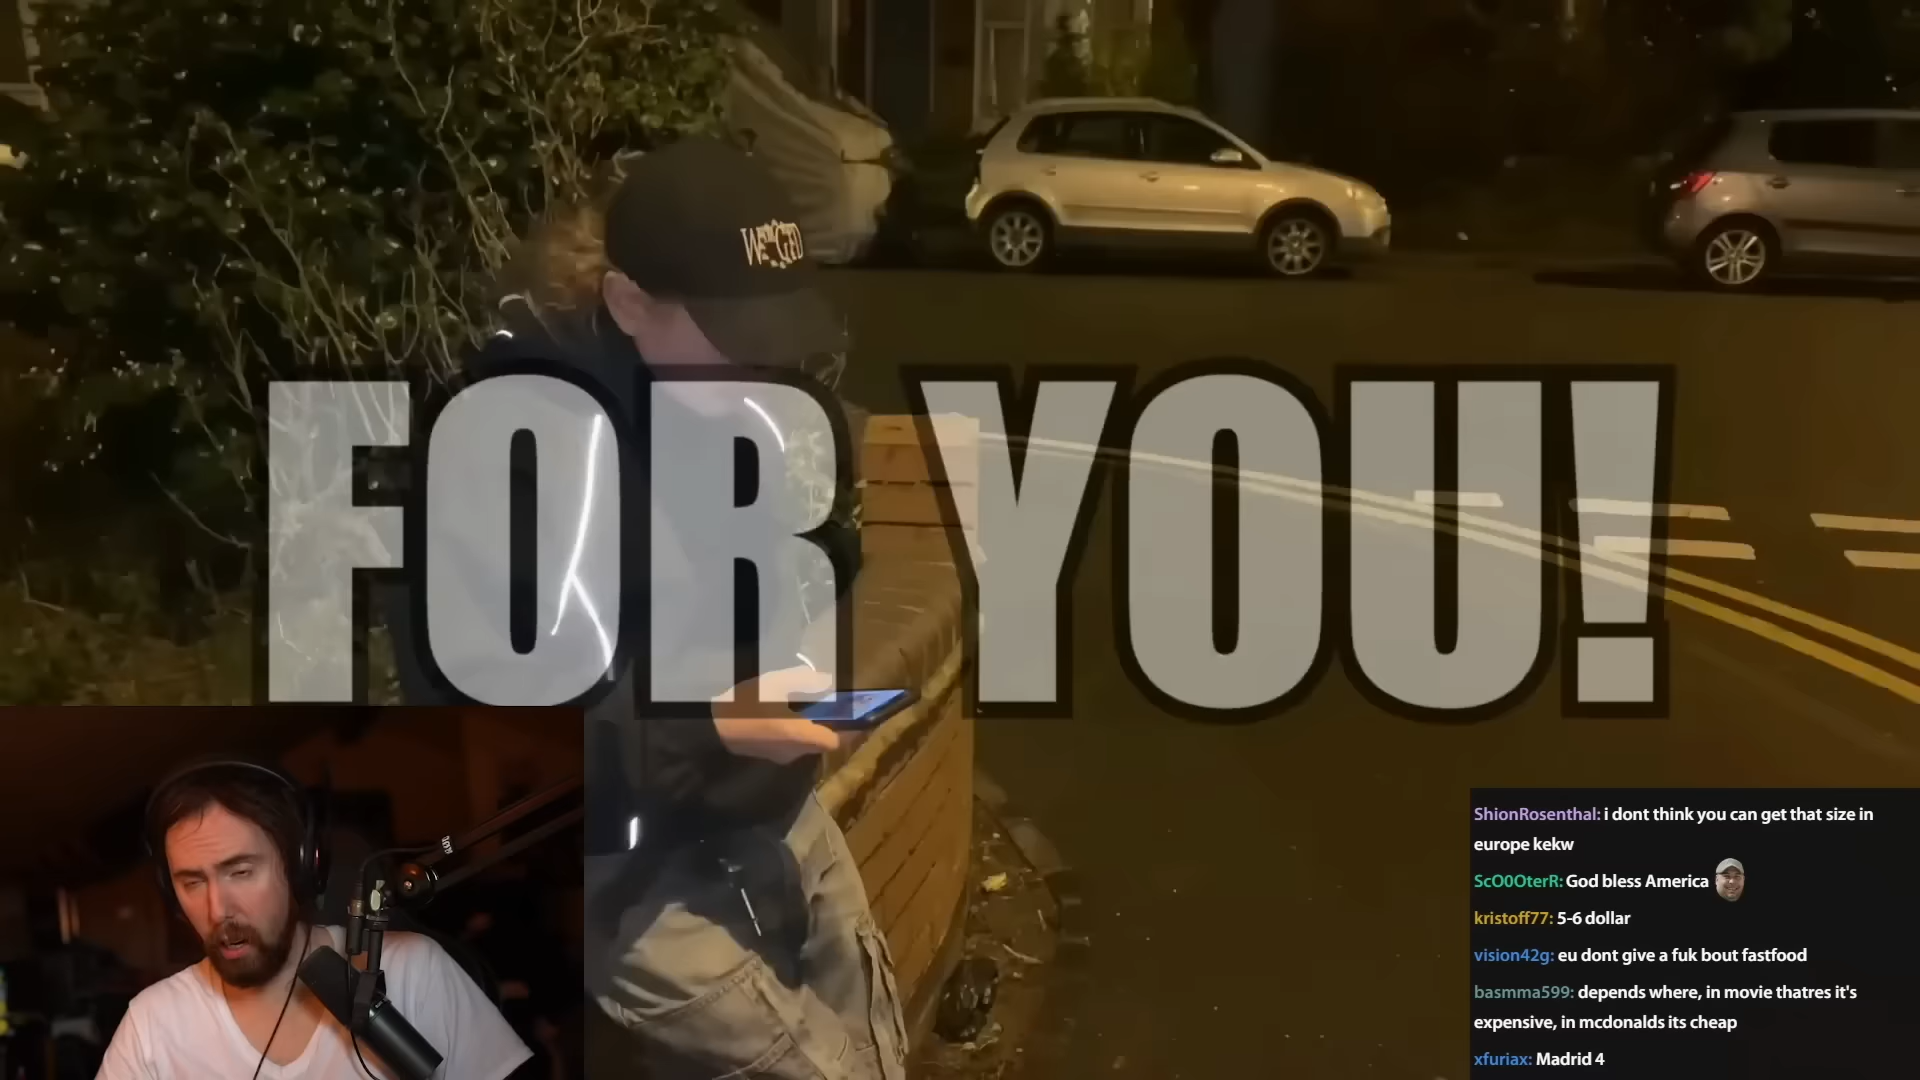 FOR YOU!
ShionRosenthal: i dont think you can get that size in
europe kekw
ScO0OterR: God bless America
kristoff77: 5-6 dollar
vision42g: eu dont give a fuk bout fastfood
basmma599: depends where, in movie thatres it's
expensive, in mcdonalds its cheap
xfuriax: Madrid 4